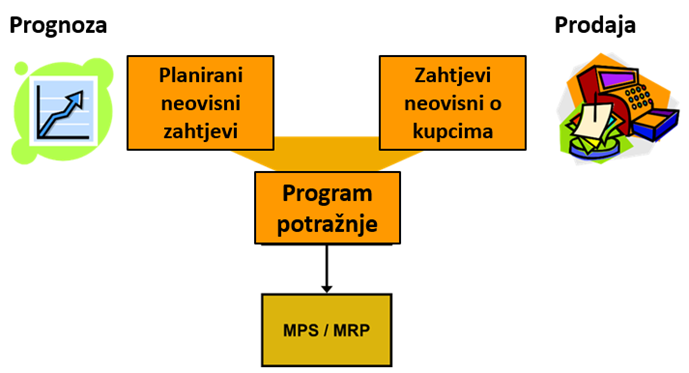 Prognoza
Prodaja
Planirani
neovisni
zahtjevi
Zahtjevi
neovisni o
kupcima
Program
potražnje
MPS / MRP